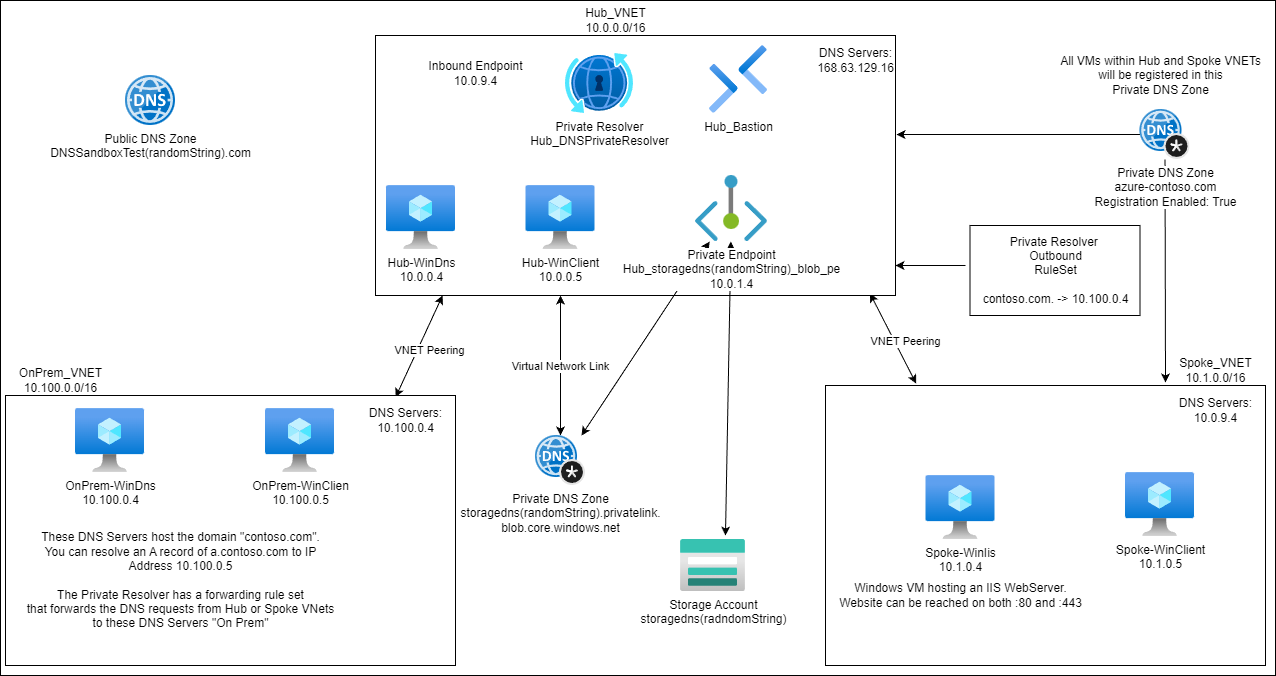 Hub_VNET
10.0.0.0/16
DNS Servers:
168.63.129.16
Inbound Endpoint
10.0.9.4
Private Resolver
Hub_DNSPrivateResolver
Hub_Bastion
All VMs within Hub and Spoke VNETs
will be registered in this
Private DNS Zone
DNS
Public DNS Zone
DNSSandboxTest(randomString).com
DNS
Private DNS Zone
azure-contoso.com
Registration Enabled: True
Hub-WinDns
10.0.0.4
Hub-WinClient
10.0.0.5
Private Endpoint
Hub_storagedns(randomString)_blob_pe
10.0.1.4
Private Resolver
Outbound
RuleSet
contoso.com. -> 10.100.0.4
VNET Peering
Virtual Network Link
VNET Peering
OnPrem_VNET
10.100.0.0/16
DNS Servers:
10.100.0.4
OnPrem-WinDns
10.100.0.4
OnPrem-WinClien
10.100.0.5
These DNS Servers host the domain "contoso.com".
You can resolve an A record of a.contoso.com to IP
Address 10.100.0.5
The Private Resolver has a forwarding rule set
that forwards the DNS requests from Hub or Spoke VNets
to these DNS Servers "On Prem"
DNS
Private DNS Zone
storagedns(randomString).privatelink.
blob.core.windows.net
Storage Account
storagedns(radndomString)
Spoke_VNET
10.1.0.0/16
DNS Servers:
10.0.9.4
Spoke-WinIis
10.1.0.4
Spoke-WinClient
10.1.0.5
Windows VM hosting an IIS WebServer.
Website can be reached on both :80 and :443